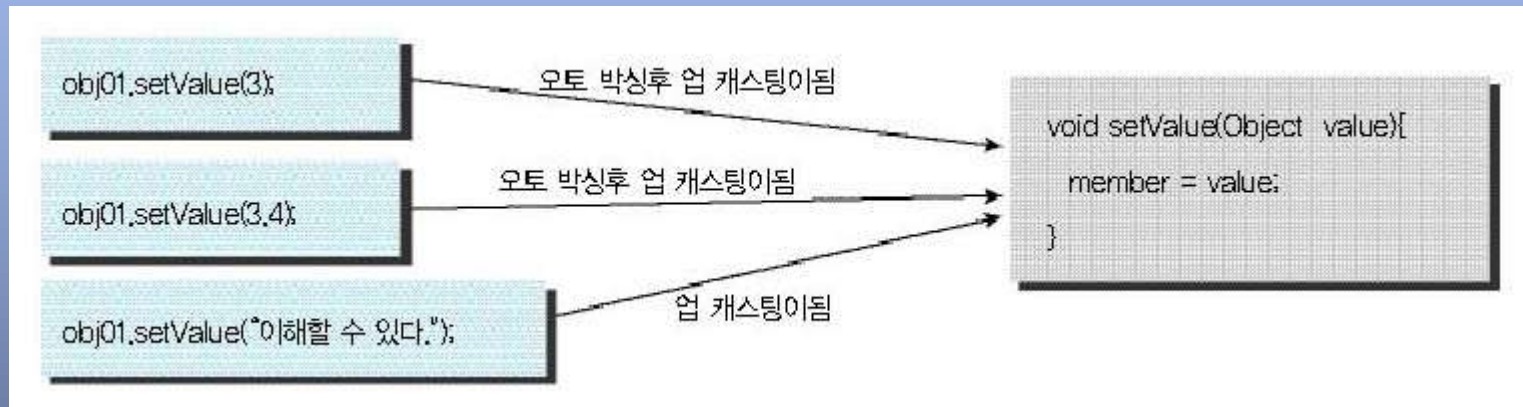 obj01.setValue(3);
오토 박싱후 업 캐스팅이됨
obj01.setValue(3.4);
오토 박싱후 업 캐스팅이됨
obj01.setValue("이해할 수 있다.");
업 캐스팅이됨
void setValue(Object value){
member = value;
}